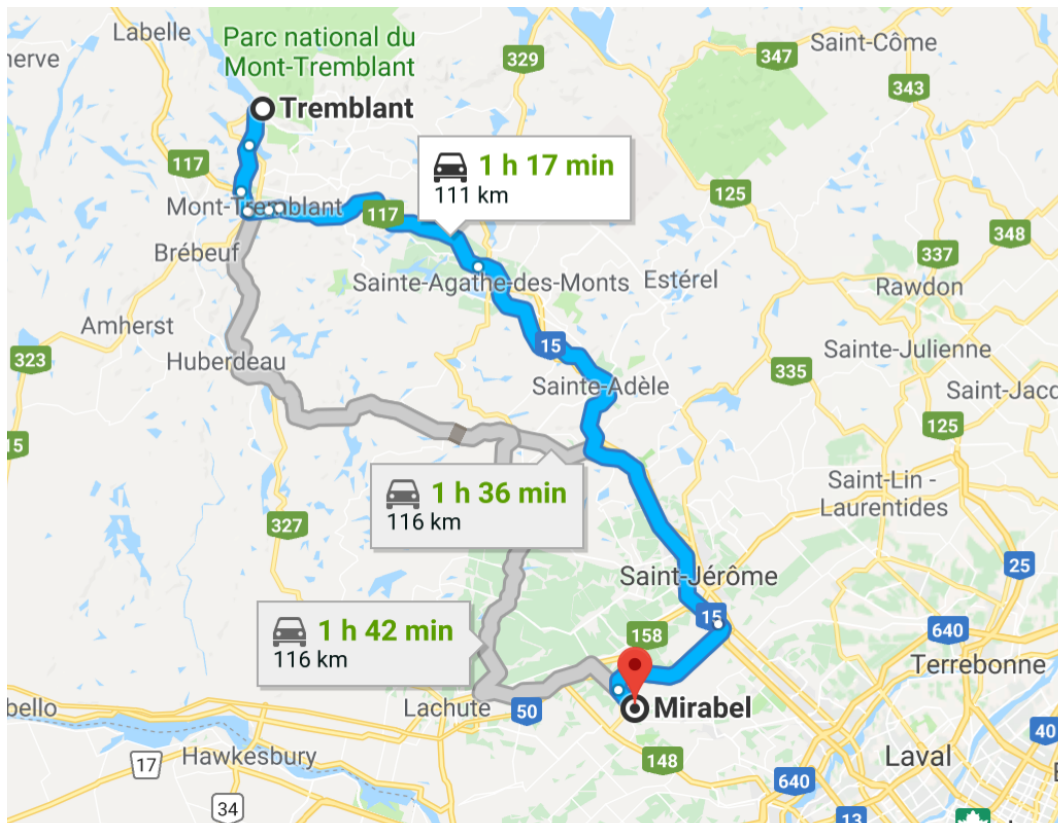 Labelle
Saint-Côme
347
Parc national du
Mont-Tremblant
329
nerve
343
Tremblant
1 h 17 min
111 km
117
125
Mont-Tremblant
117
348
Brébeuf
337
Sainte-Agathe-des-Monts
Estérel
Rawdon
Amherst
15
Sainte-Julienne
323
Huberdeau
335
Sainte-Adèle
Saint-Jacq
125
15
1 h 36 min
116 km
Saint-Lin -
Laurentides
327
25
Saint-Jérôme
15
1 h 42 min
116 km
158
640
Terrebonne
bello
Lachute
50
Mirabel
40
Hawkesbury
17
148
Laval
640
34
13